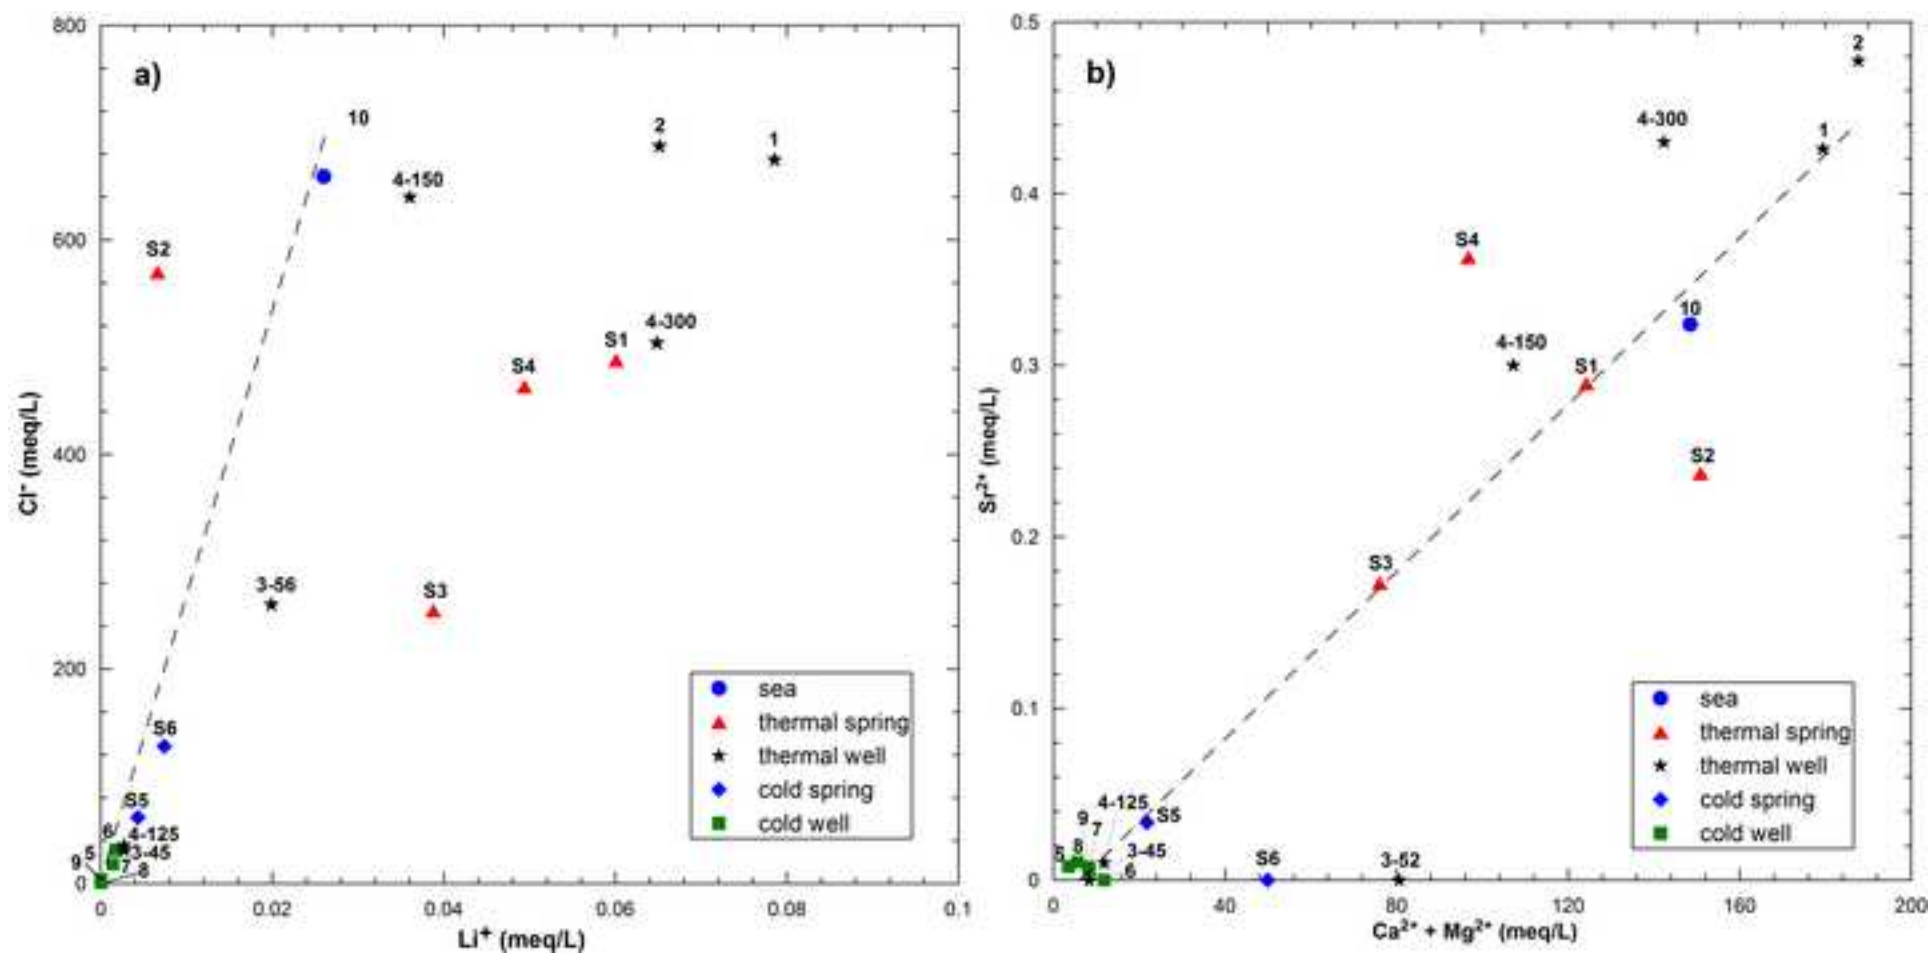 a)
800
600
400
200
0
Cl⁻ (meq/L)
10
2
1
4-150
S2
4-300
S1
S4
3-56
S3
S6
S5
6
4-125
3-45
9
5
7
8
sea
thermal spring
thermal well
cold spring
cold well
0
0.02
0.04
0.06
0.08
0.1
Li⁺ (meq/L)
b)
0.5
0.4
0.3
0.2
0.1
0
Sr²⁺ (meq/L)
2
4-300
1
S4
10
4-150
S1
S2
S3
4-125
9
7
S5
8
5
3-45
6
S6
3-52
sea
thermal spring
thermal well
cold spring
cold well
0
40
80
120
160
200
Ca²⁺ + Mg²⁺ (meq/L)